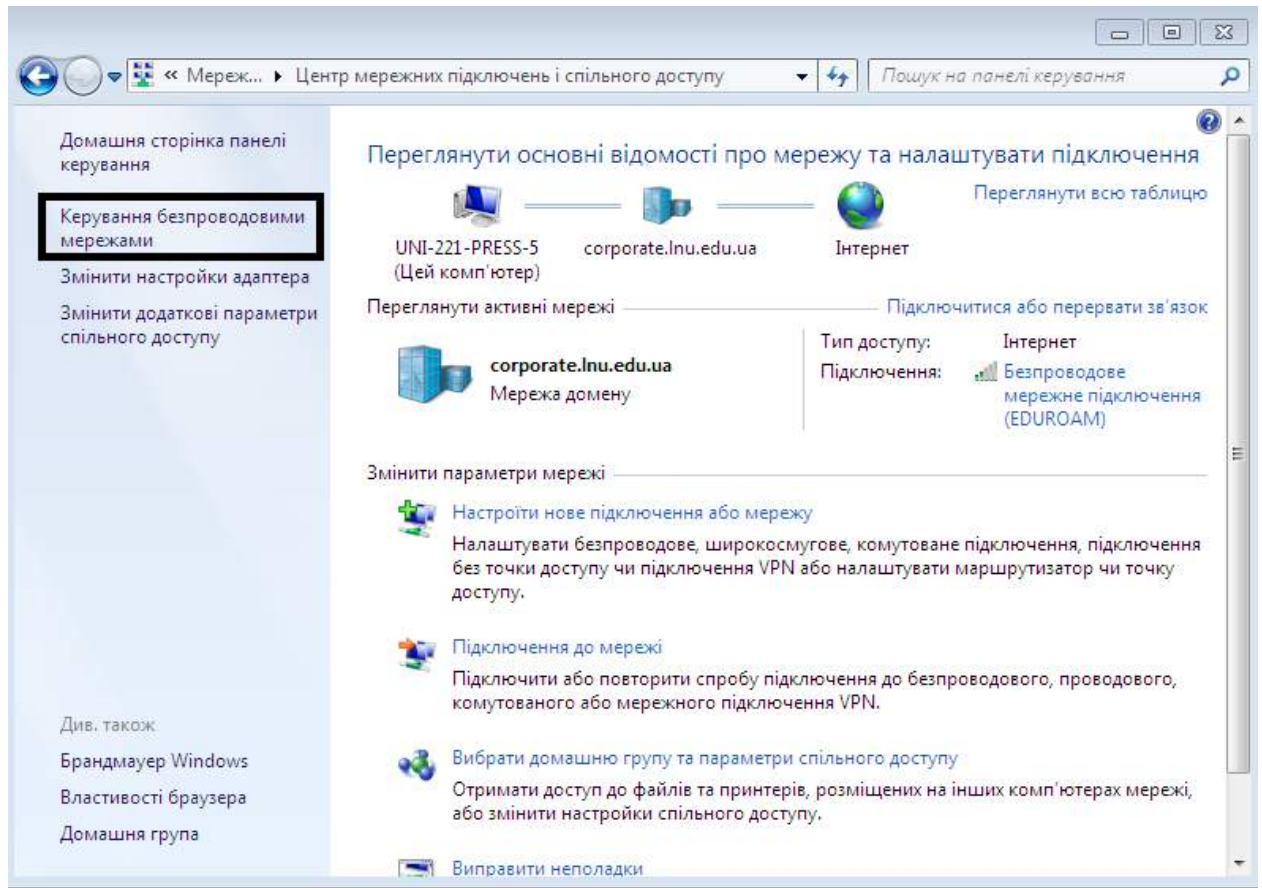 « Мереж... Центр мережних підключень і спільного доступу
Пошук на панелі керування
Домашня сторінка панелі
керування
Керування безпроводовими
мережами
Змінити настройки адаптера
Змінити додаткові параметри
спільного доступу
Див. також
Брандмауер Windows
Властивості браузера
Домашня група
Переглянути основні відомості про мережу та налаштувати підключення
Переглянути всю таблицю
UNI-221-PRESS-5
(Цей комп'ютер)
corporate.lnu.edu.ua
Інтернет
Переглянути активні мережі
Підключитися або перервати зв'язок
corporate.lnu.edu.ua
Мережа домену
Тип доступу: Інтернет
Підключення: Безпроводове
мережне підключення
(EDUROAM)
Змінити параметри мережі
Настроїти нове підключення або мережу
Налаштувати безпроводове, широкосмугове, комутоване підключення, підключення
без точки доступу чи підключення VPN або налаштувати маршрутизатор чи точку
доступу.
Підключення до мережі
Підключити або повторити спробу підключення до безпроводового, проводового,
комутованого або мережного підключення VPN.
Вибрати домашню групу та параметри спільного доступу
Отримати доступ до файлів та принтерів, розміщених на інших комп'ютерах мережі,
або змінити настройки спільного доступу.
Виправити неполадки